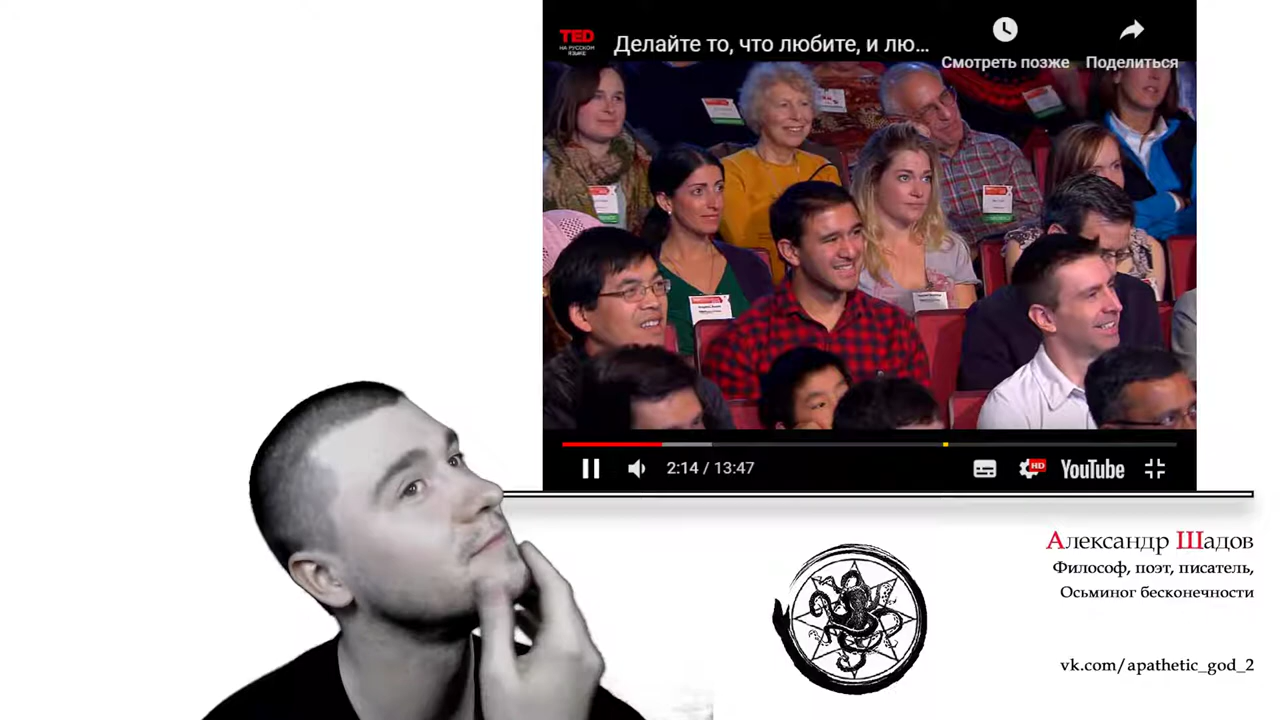 TED
НА РУССКОМ
ЯЗЫКЕ
Делайте то, что любите, и лю...
Смотреть позже
Поделиться
2:14 / 13:47
HD
YouTube
Александр Шадов
Философ, поэт, писатель,
Осьминог бесконечности
vk.com/apathetic_god_2